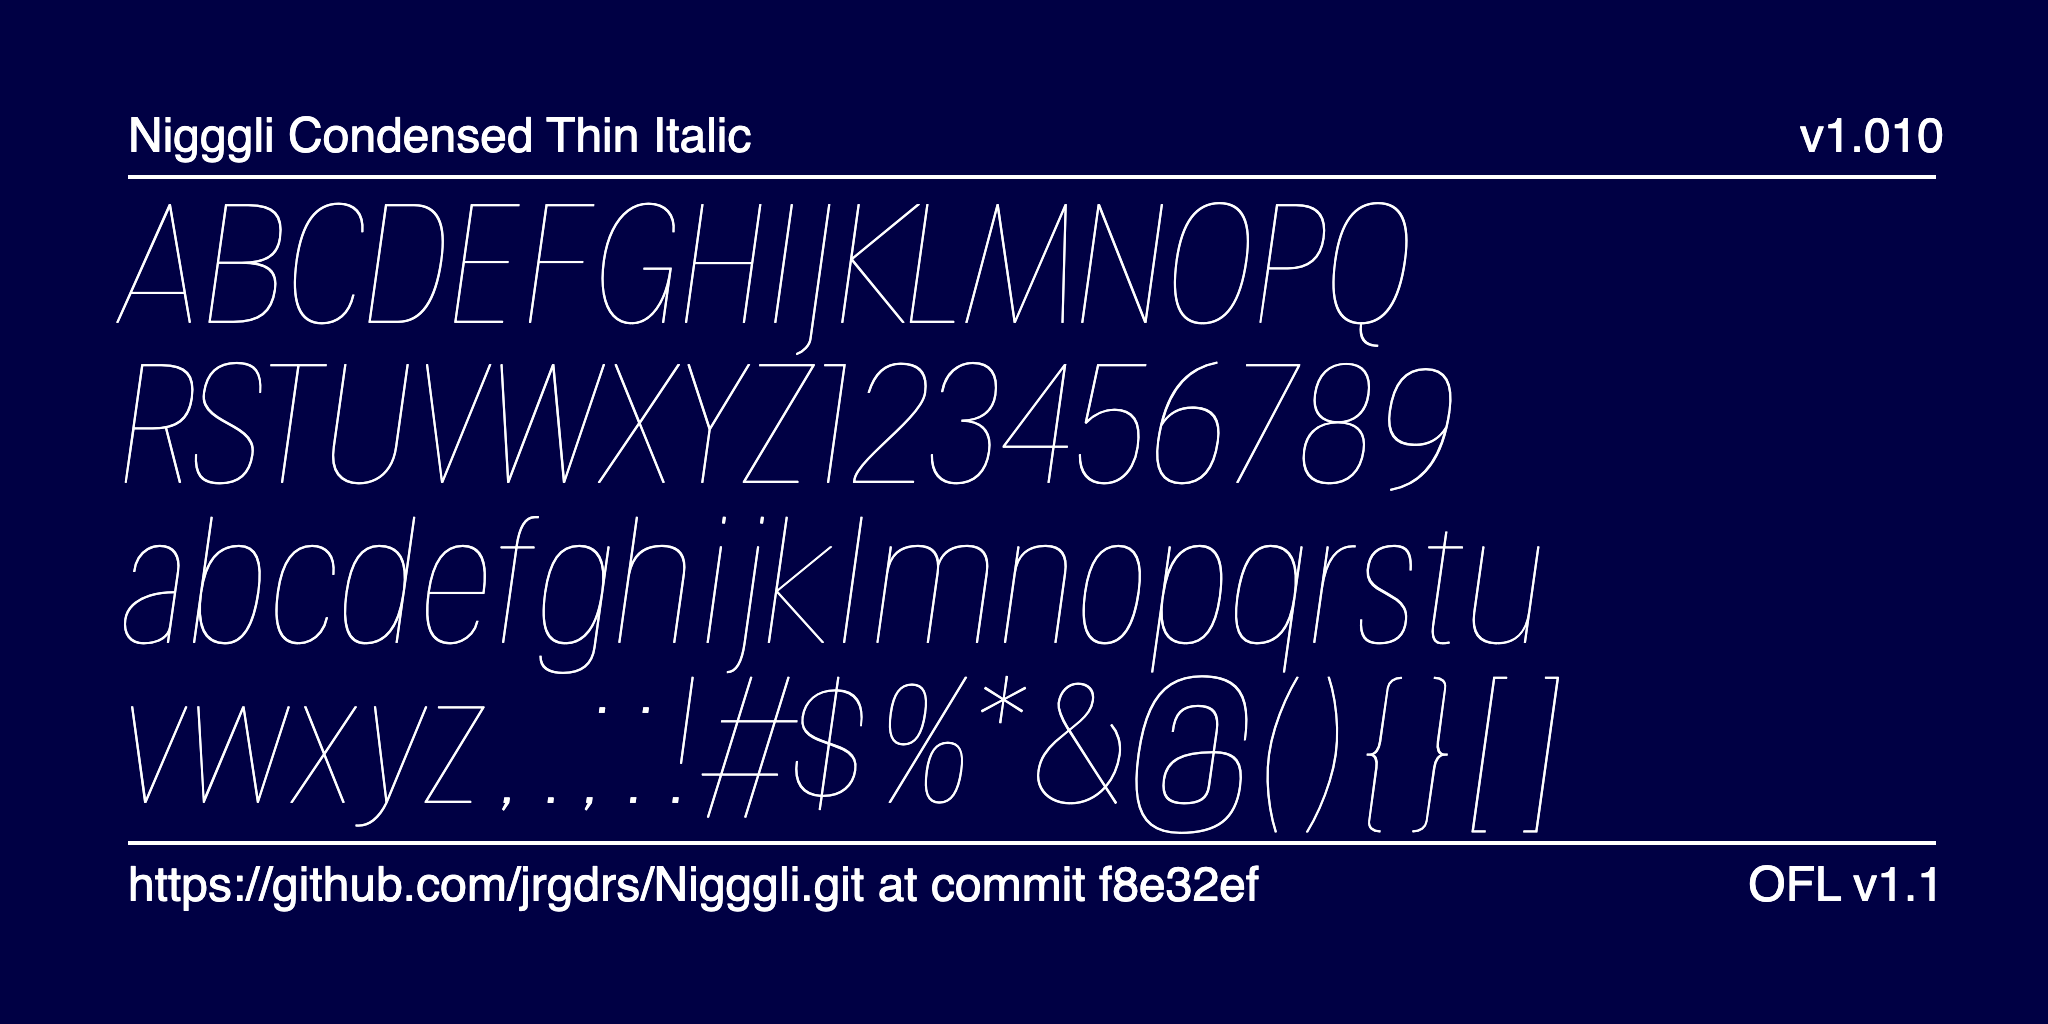 Nigggli Condensed Thin Italic
v1.010
ABCDEFGHIJKLMNOPQ
RSTUVWXYZ123456789
abcdefghijklmnopqrstu
vwxyz,.;:!#$%*&@(){}[]
https://github.com/jrgdrs/Nigggli.git at commit f8e32ef
OFL v1.1